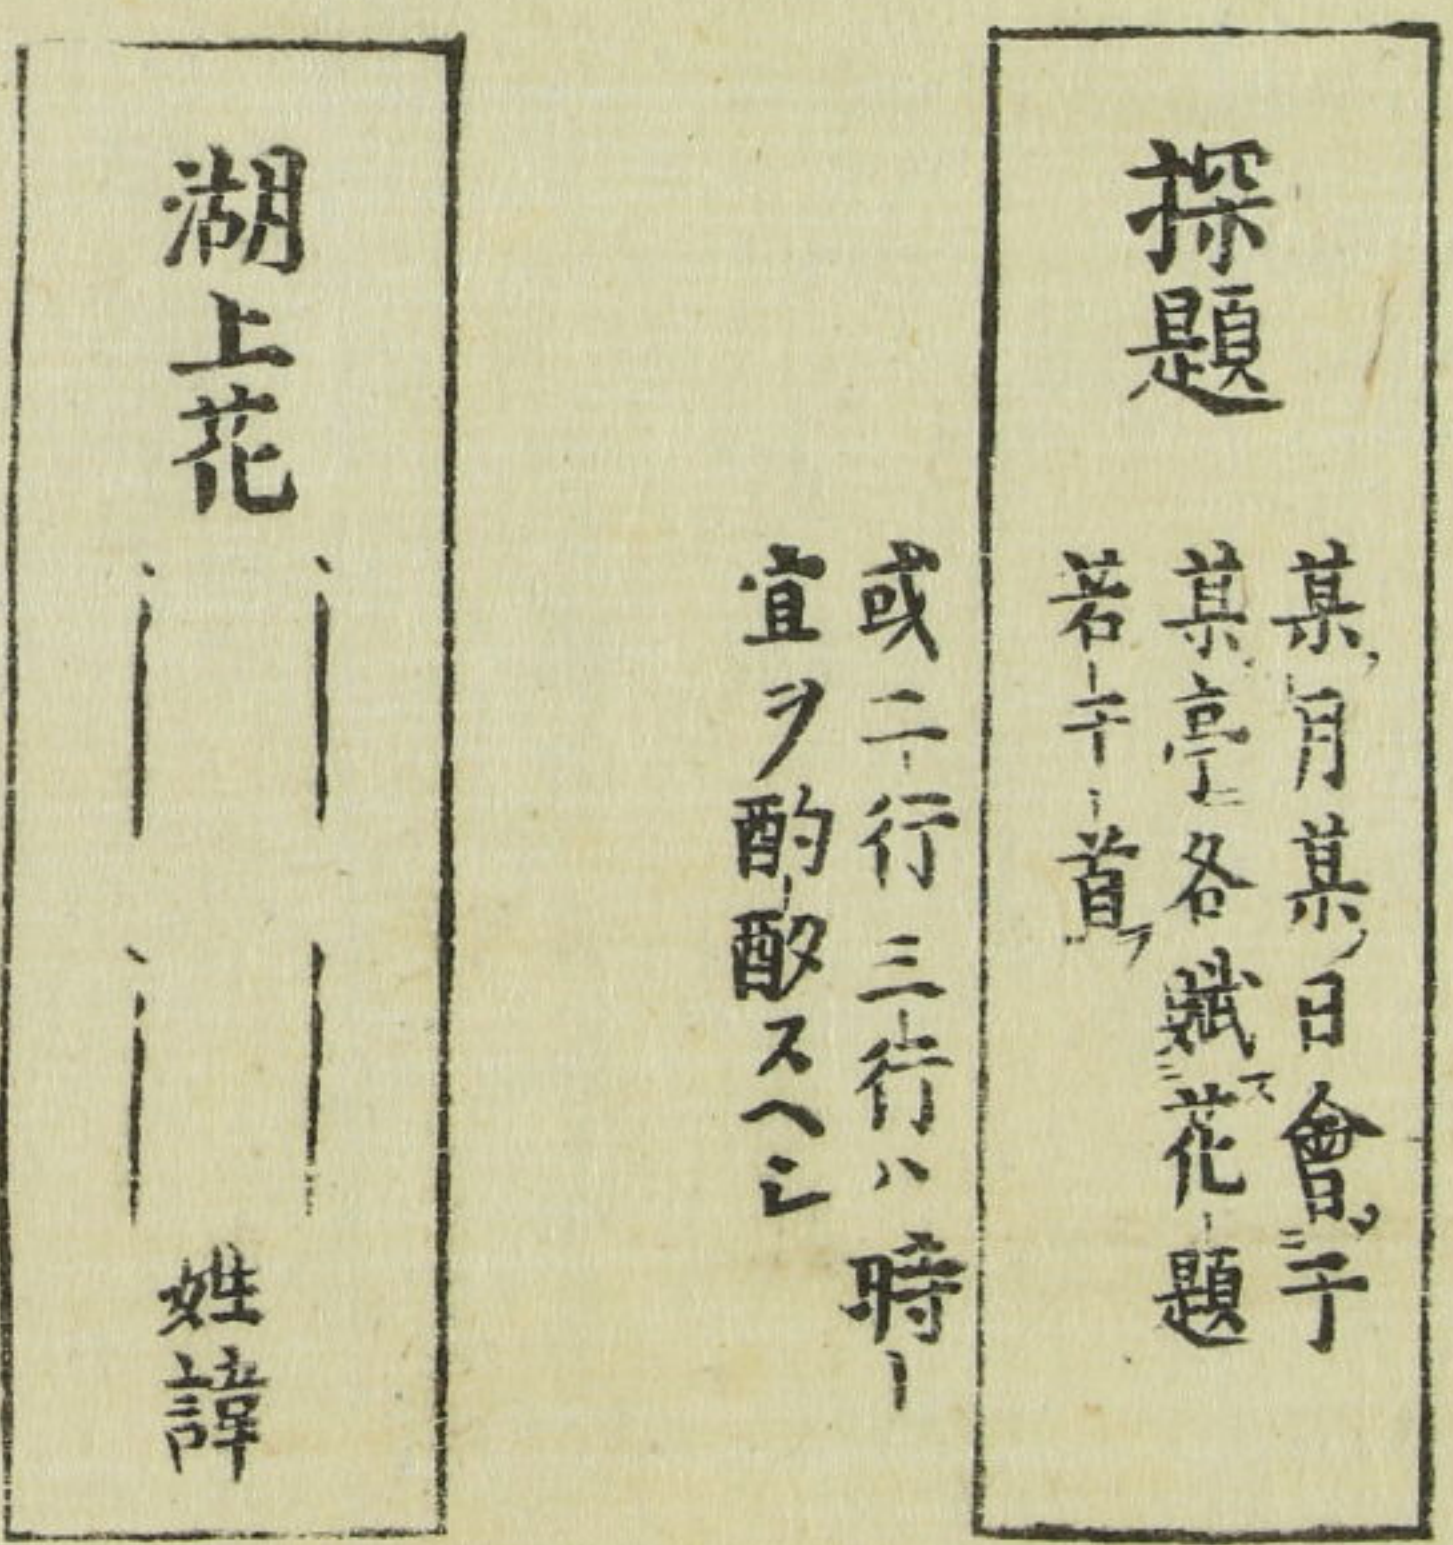 探題
某月某日會于
某亭各賦花題
若干首
或二行三行ハ時
宜ヲ酌酌スヘシ
湖上花
姓諱